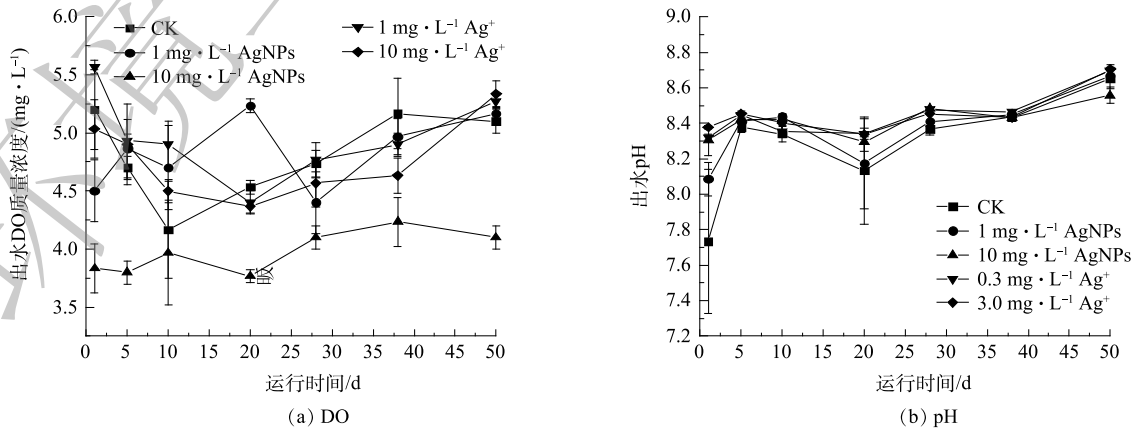 6.0
5.5
5.0
4.5
4.0
3.5
出水DO质量浓度/(mg・L⁻¹)
CK
1 mg・L⁻¹ AgNPs
10 mg・L⁻¹ AgNPs
1 mg・L⁻¹ Ag⁺
10 mg・L⁻¹ Ag⁺
0 5 10 15 20 25 30 35 40 45 50
运行时间/d
(a) DO
8.8
8.6
8.4
8.2
8.0
7.8
7.6
7.4
7.2
出水pH
CK
1 mg・L⁻¹ AgNPs
10 mg・L⁻¹ AgNPs
0.3 mg・L⁻¹ Ag⁺
3.0 mg・L⁻¹ Ag⁺
0 5 10 15 20 25 30 35 40 45 50
运行时间/d
(b) pH